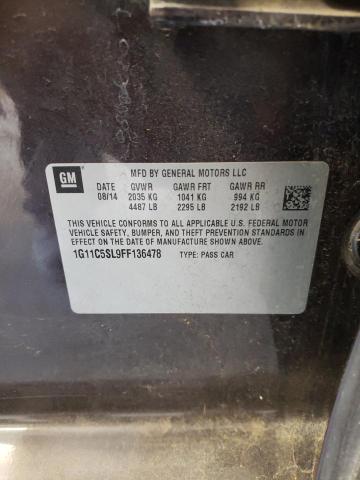 GM
MFD BY GENERAL MOTORS LLC
DATE GVWR GAWR FRT GAWR RR
08/14 2035 KG 1041 KG 994 KG
4487 LB 2295 LB 2192 LB
THIS VEHICLE CONFORMS TO ALL APPLICABLE U.S. FEDERAL MOTOR
VEHICLE SAFETY, BUMPER, AND THEFT PREVENTION STANDARDS IN
EFFECT ON THE DATE OF MANUFACTURE SHOWN ABOVE.
1G11C5SL9FF136478 TYPE: PASS CAR